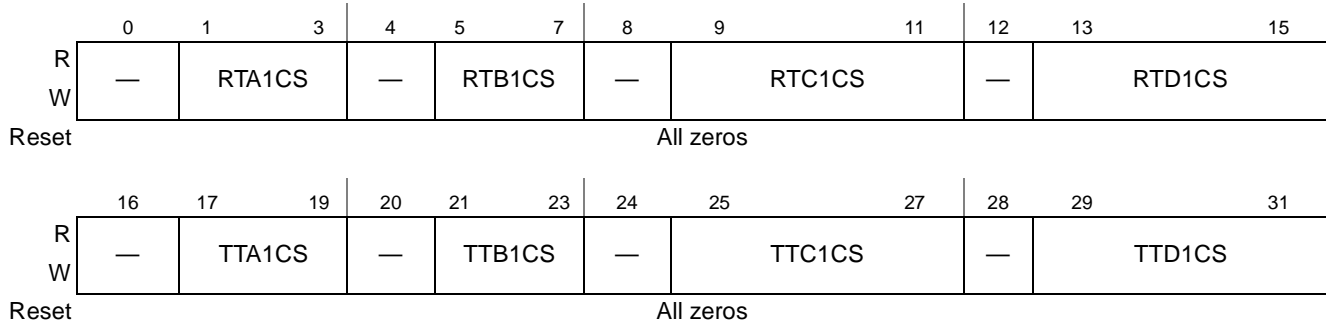 0 1 3 4 5 7 8 9 11 12 13 15
R
— RTA1CS — RTB1CS — RTC1CS — RTD1CS
W
Reset All zeros
16 17 19 20 21 23 24 25 27 28 29 31
R
— TTA1CS — TTB1CS — TTC1CS — TTD1CS
W
Reset All zeros